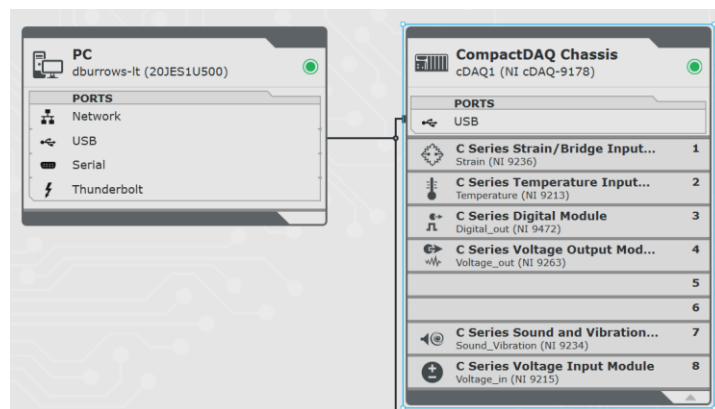 PC
dburrows-lt (20JES1U500)
PORTS
Network
USB
Serial
Thunderbolt
CompactDAQ Chassis
cDAQ1 (NI cDAQ-9178)
PORTS
USB
C Series Strain/Bridge Input... 1
Strain (NI 9236)
C Series Temperature Input... 2
Temperature (NI 9213)
C Series Digital Module 3
Digital_out (NI 9472)
C Series Voltage Output Mod... 4
Voltage_out (NI 9263)
5
6
C Series Sound and Vibration... 7
Sound_Vibration (NI 9234)
C Series Voltage Input Module 8
Voltage_in (NI 9215)